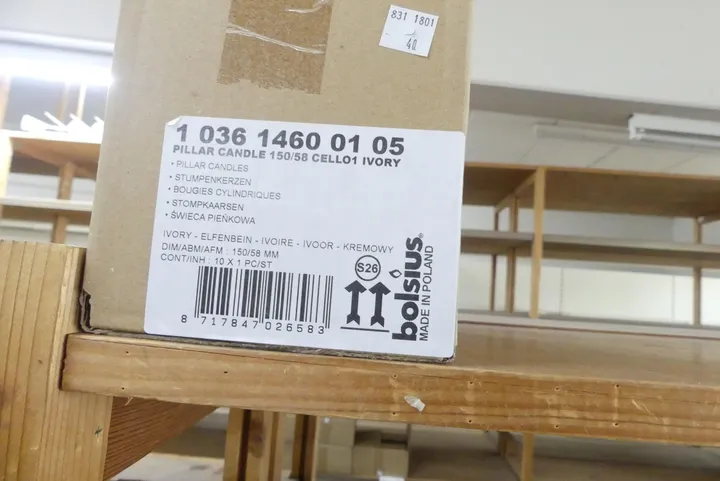 831 1801
40
1 036 1460 01 05
PILLAR CANDLE 150/58 CELLO1 IVORY
• PILLAR CANDLES
• STUMPENKERZEN
• BOUGIES CYLINDRIQUES
• STOMPKAARSEN
• ŚWIECA PIEŃKOWA
IVORY - ELFENBEIN - IVOIRE - IVOOR - KREMOWY
DIM/ABM/AFM : 150/58 MM
CONT/INH : 10 X 1 PC/ST
8 717847 026583
S26
bolsius®
MADE IN POLAND